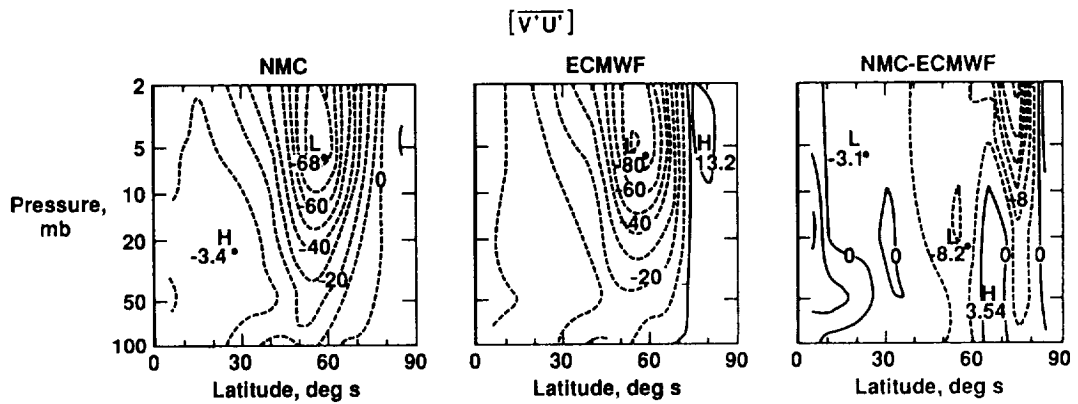 [V'U']
NMC
ECMWF
NMC-ECMWF
Pressure,
mb
2
5
10
20
50
100
L
-68°
0
-60
-40
-20
H
-3.4°
0
30
60
90
Latitude, deg s
L
-80°
-60
-40
-20
H
13.2
0
30
60
90
Latitude, deg s
L
-3.1°
-8
0
0
L
-8.2°
0
0
H
3.54
0
30
60
90
Latitude, deg s